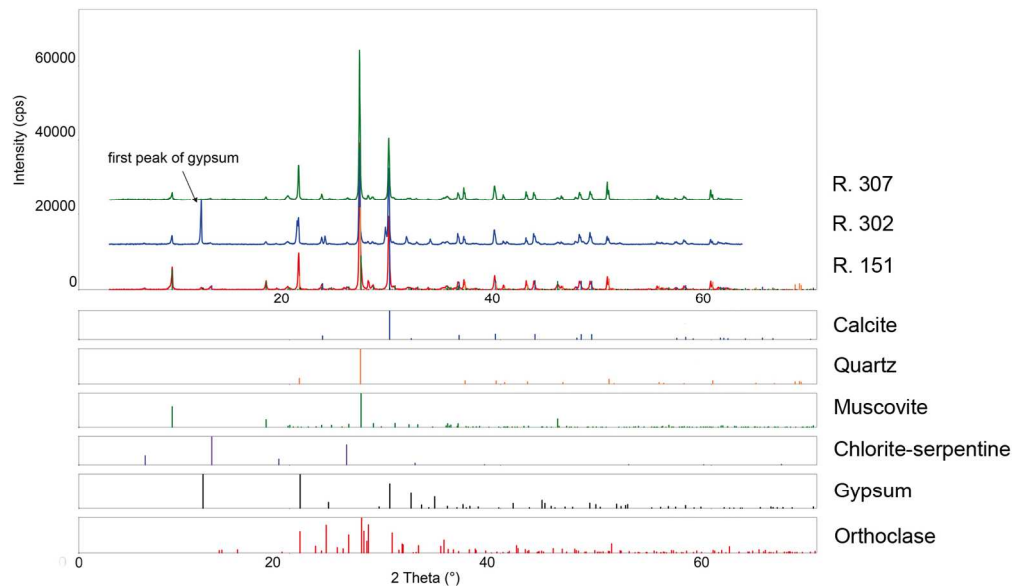 60000
40000
20000
0
Intensity (cps)
first peak of gypsum
R. 307
R. 302
R. 151
20
40
60
Calcite
Quartz
Muscovite
Chlorite-serpentine
Gypsum
Orthoclase
0
0
20
40
60
2 Theta (°)